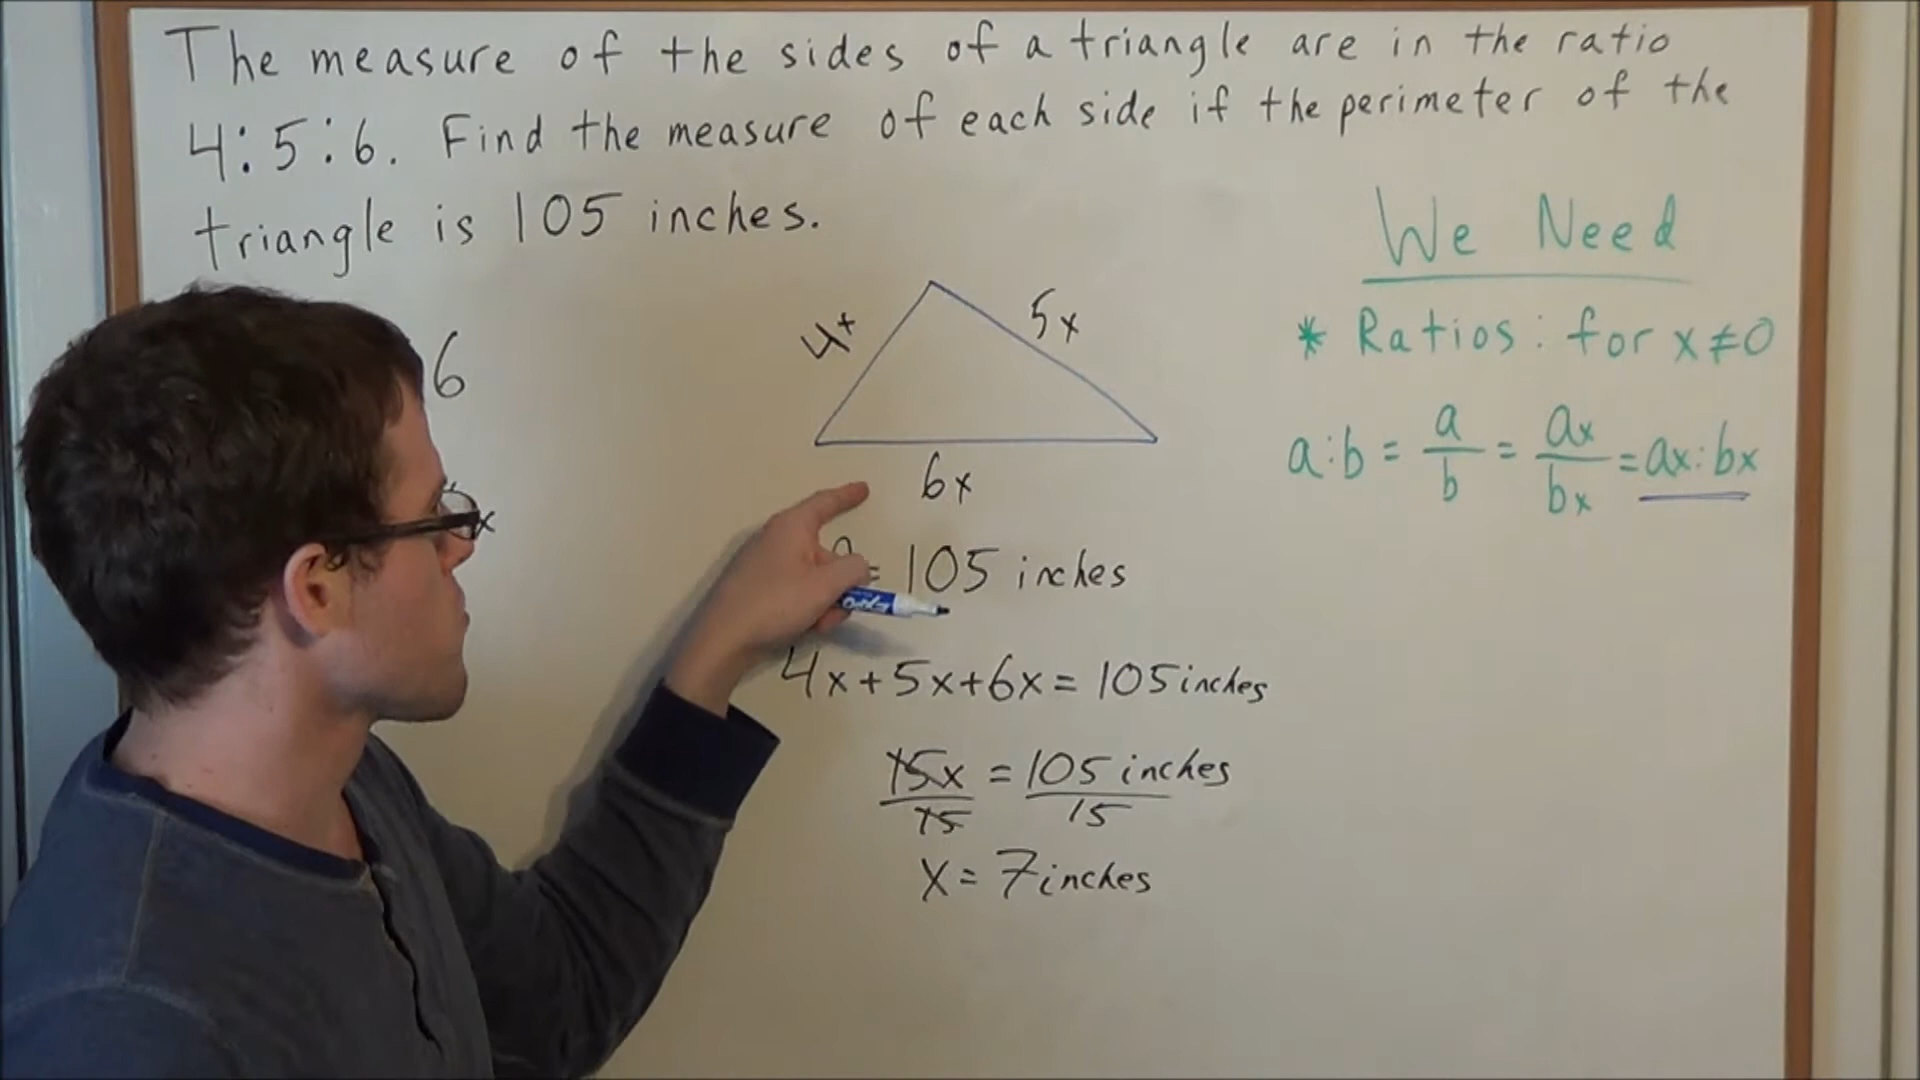 The measure of the sides of a triangle are in the ratio
4:5:6. Find the measure of each side if the perimeter of the
triangle is 105 inches.
We Need
* Ratios: for x≠0
a:b = a/b = ax/bx = ax:bx
6
x
4x
5x
6x
= 105 inches
4x+5x+6x = 105 inches
15x/15 = 105 inches/15
x = 7 inches
EXPO